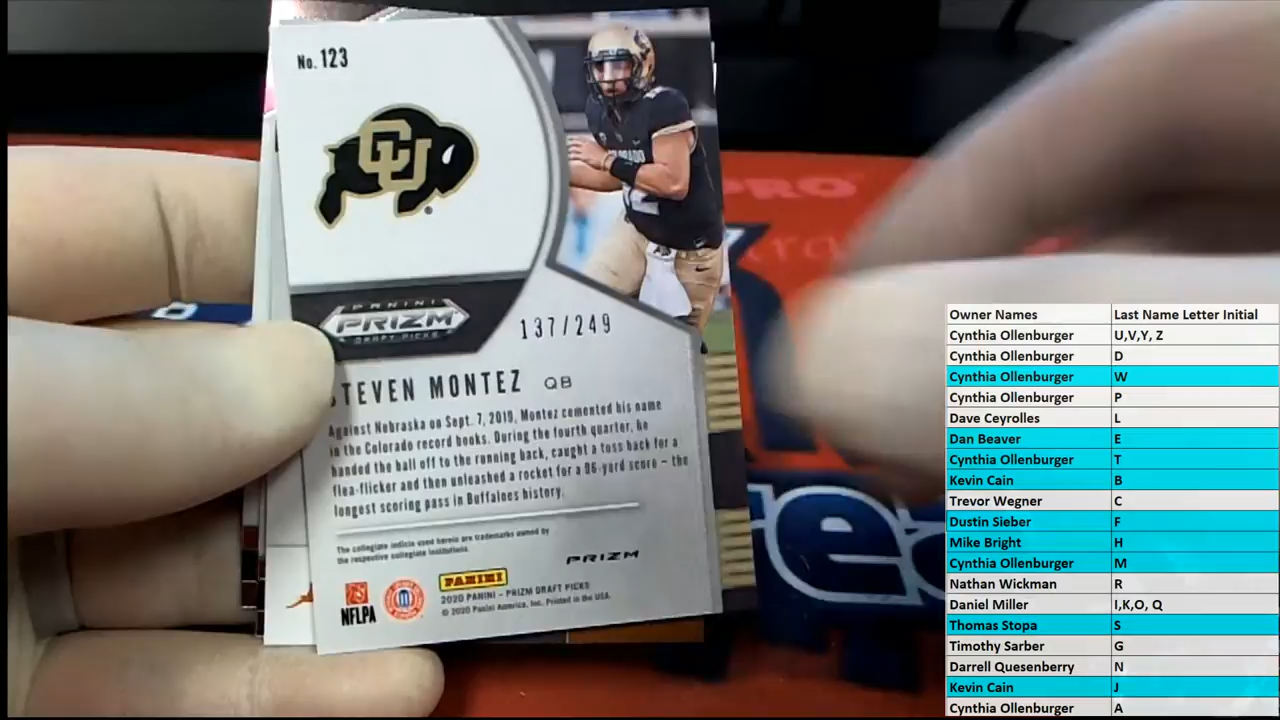 No. 123
CU
PANINI
PRIZM
DRAFT PICKS
137/249
STEVEN MONTEZ QB
Against Nebraska on Sept. 7, 2019, Montez cemented his name
in the Colorado record books. During the fourth quarter, he
handed the ball off to the running back, caught a toss back for a
flea-flicker and then unleashed a rocket for a 96-yard score – the
longest scoring pass in Buffaloes history.
The collegiate indicia used herein are trademarks owned by
the respective collegiate institutions.
PRIZM
NFLPA
PANINI
2020 PANINI – PRIZM DRAFT PICKS
© 2020 Panini America, Inc. Printed in the USA.
PRO
Owner Names Last Name Letter Initial
Cynthia Ollenburger U,V,Y, Z
Cynthia Ollenburger D
Cynthia Ollenburger W
Cynthia Ollenburger P
Dave Ceyrolles L
Dan Beaver E
Cynthia Ollenburger T
Kevin Cain B
Trevor Wegner C
Dustin Sieber F
Mike Bright H
Cynthia Ollenburger M
Nathan Wickman R
Daniel Miller I,K,O, Q
Thomas Stopa S
Timothy Sarber G
Darrell Quesenberry N
Kevin Cain J
Cynthia Ollenburger A